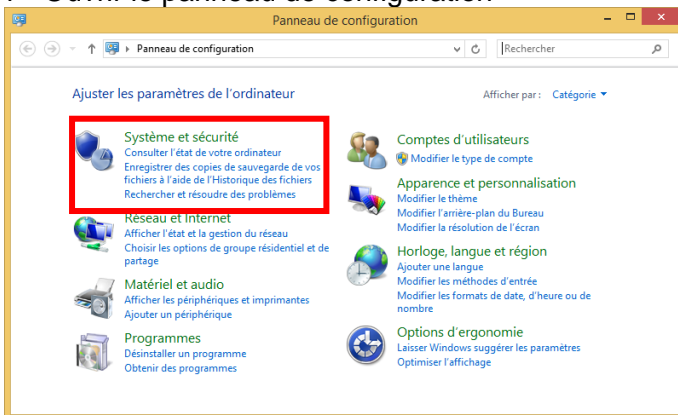 Ouvrir le panneau de configuration
Panneau de configuration
Panneau de configuration
Rechercher
Ajuster les paramètres de l'ordinateur
Afficher par : Catégorie
Système et sécurité
Consulter l'état de votre ordinateur
Enregistrer des copies de sauvegarde de vos
fichiers à l'aide de l'Historique des fichiers
Rechercher et résoudre des problèmes
Réseau et Internet
Afficher l'état et la gestion du réseau
Choisir les options de groupe résidentiel et de
partage
Matériel et audio
Afficher les périphériques et imprimantes
Ajouter un périphérique
Programmes
Désinstaller un programme
Obtenir des programmes
Comptes d'utilisateurs
Modifier le type de compte
Apparence et personnalisation
Modifier le thème
Modifier l'arrière-plan du Bureau
Modifier la résolution de l'écran
Horloge, langue et région
Ajouter une langue
Modifier les méthodes d'entrée
Modifier les formats de date, d'heure ou de
nombre
Options d'ergonomie
Laisser Windows suggérer les paramètres
Optimiser l'affichage